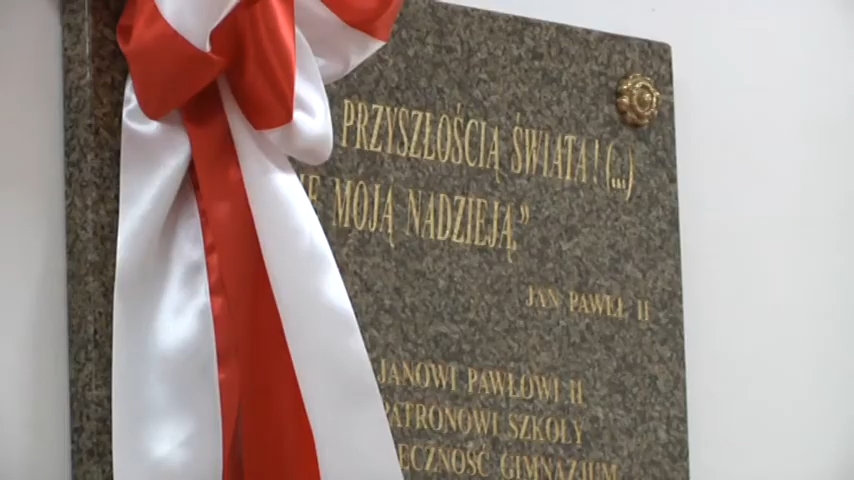 PRZYSZŁOŚCIĄ ŚWIATA! (...)
MOJĄ NADZIEJĄ”
JAN PAWEŁ II
JANOWI PAWŁOWI II
PATRONOWI SZKOŁY
GIMNAZJUM